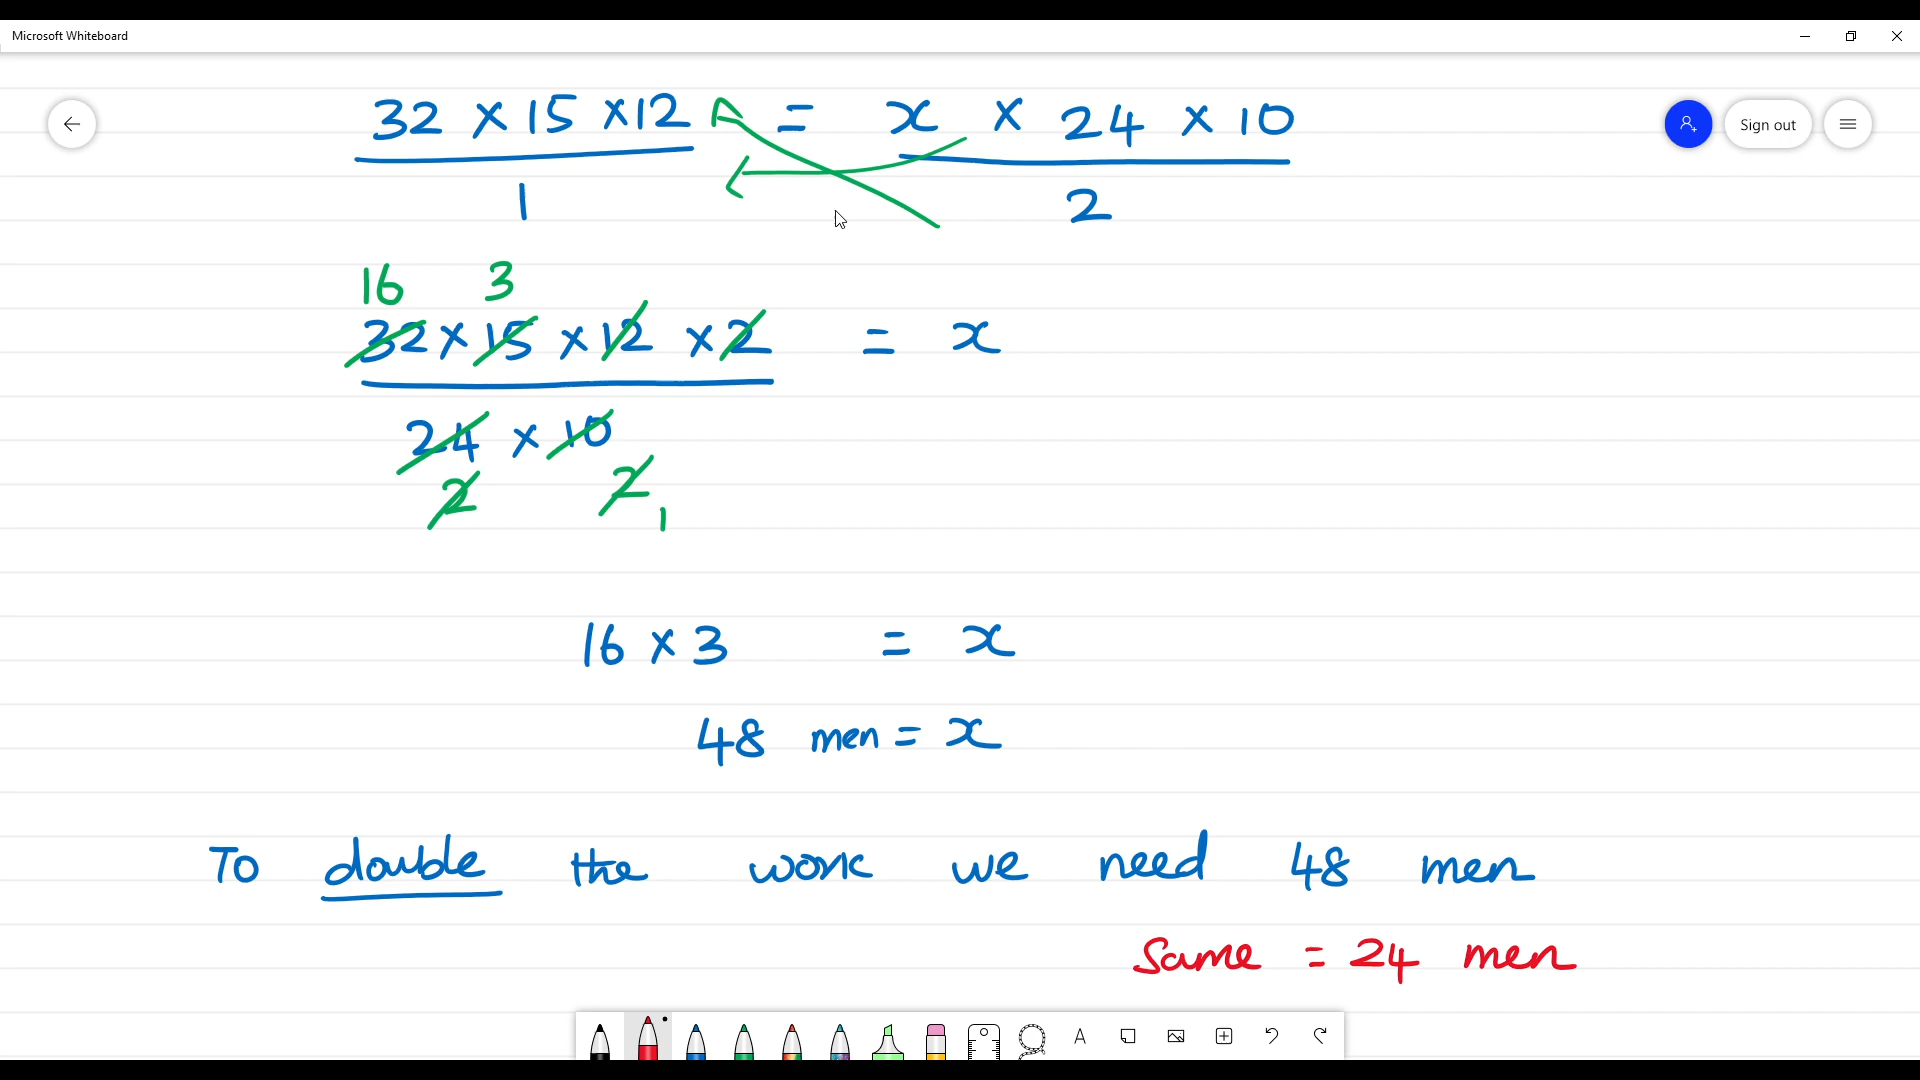 Microsoft Whiteboard
32 × 15 × 12 = x × 24 × 10
1 2
Sign out
16 3
32 × 15 × 12 × 2 = x
24 × 10
2 2 1
16 × 3 = x
48 men = x
To double the work we need 48 men
Same = 24 men
A